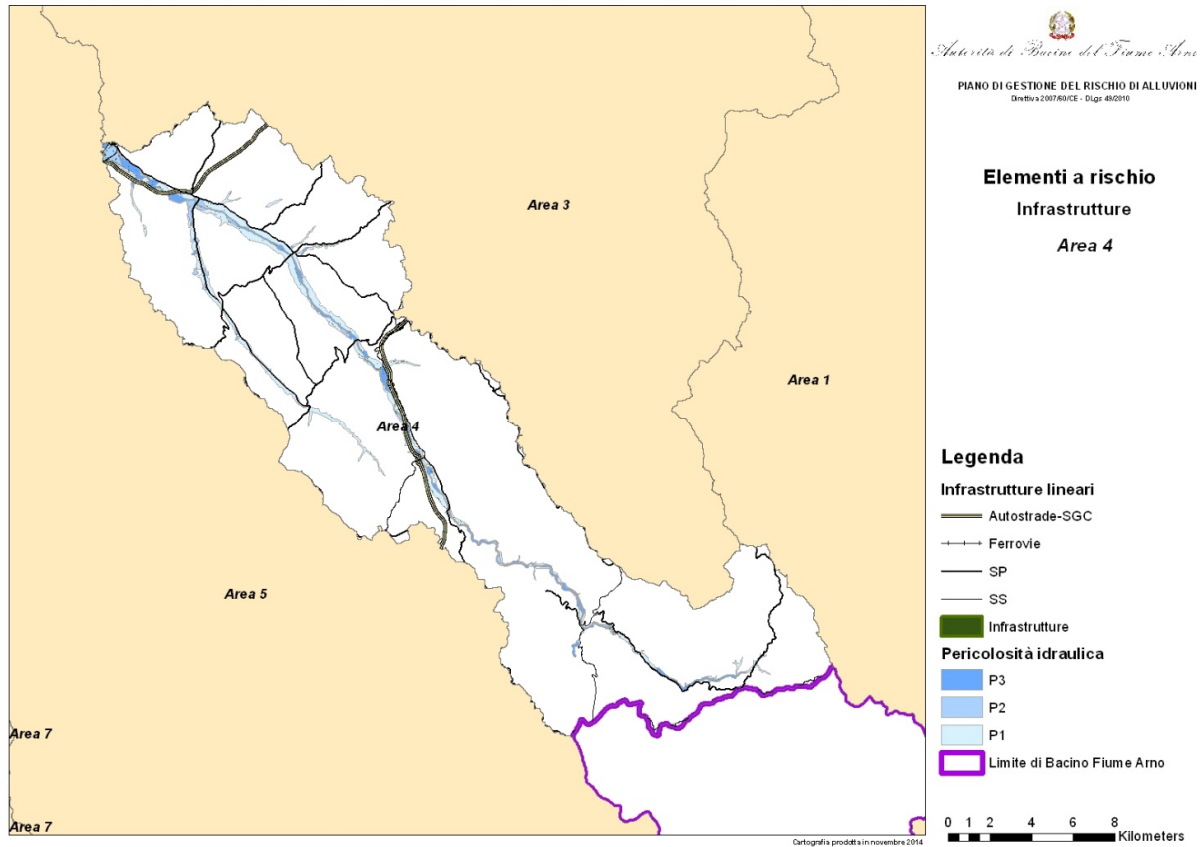 Autorità di Bacino del Fiume Arno
PIANO DI GESTIONE DEL RISCHIO DI ALLUVIONI
Direttiva 2007/60/CE - DLgs 49/2010
Elementi a rischio
Infrastrutture
Area 4
Area 3
Area 1
Area 4
Area 5
Area 7
Area 7
Legenda
Infrastrutture lineari
Autostrade-SGC
Ferrovie
SP
SS
Infrastrutture
Pericolosità idraulica
P3
P2
P1
Limite di Bacino Fiume Arno
0 1 2 4 6 8
Kilometers
Cartografia prodotta in novembre 2014